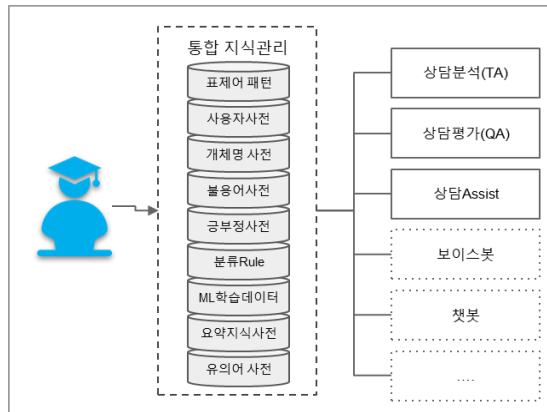 통합 지식관리
표제어 패턴
사용자사전
개체명 사전
불용어사전
긍부정사전
분류Rule
ML학습데이터
요약지식사전
유의어 사전
상담분석(TA)
상담평가(QA)
상담Assist
보이스봇
챗봇
....